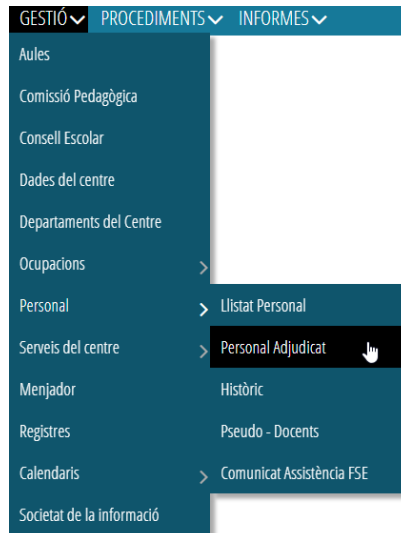 GESTIÓ PROCEDIMENTS INFORMES
Aules
Comissió Pedagògica
Consell Escolar
Dades del centre
Departaments del Centre
Ocupacions
Personal
Llistat Personal
Serveis del centre
Personal Adjudicat
Menjador
Històric
Registres
Pseudo - Docents
Calendaris
Comunicat Assistència FSE
Societat de la informació